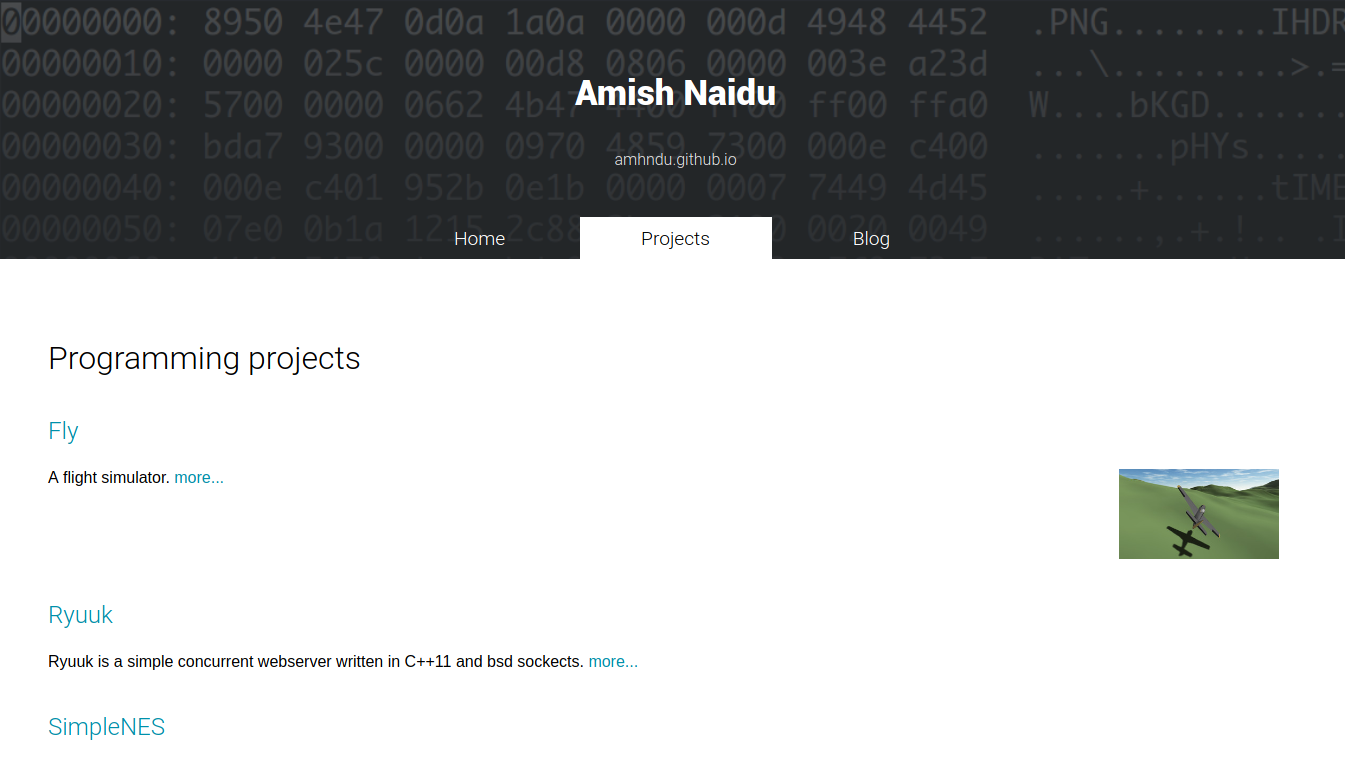 00000000: 8950 4e47 0d0a 1a0a 0000 000d 4948 4452 .PNG........IHDR
00000010: 0000 025c 0000 00d8 0806 0000 003e a23d ...\.........>.=
Amish Naidu
00000020: 5700 0000 0662 4b47 4400 ff00 ff00 ffa0 W....bKGD.......
00000030: bda7 9300 0000 0970 4859 7300 000e c400 .......pHYs.....
amhndu.github.io
00000040: 000e c401 952b 0e1b 0000 0007 7449 4d45 .....+......tIME
00000050: 07e0 0b1a 1215 2c88 0049
Home Projects Blog
Programming projects
Fly
A flight simulator. more...
Ryuuk
Ryuuk is a simple concurrent webserver written in C++11 and bsd sockects. more...
SimpleNES